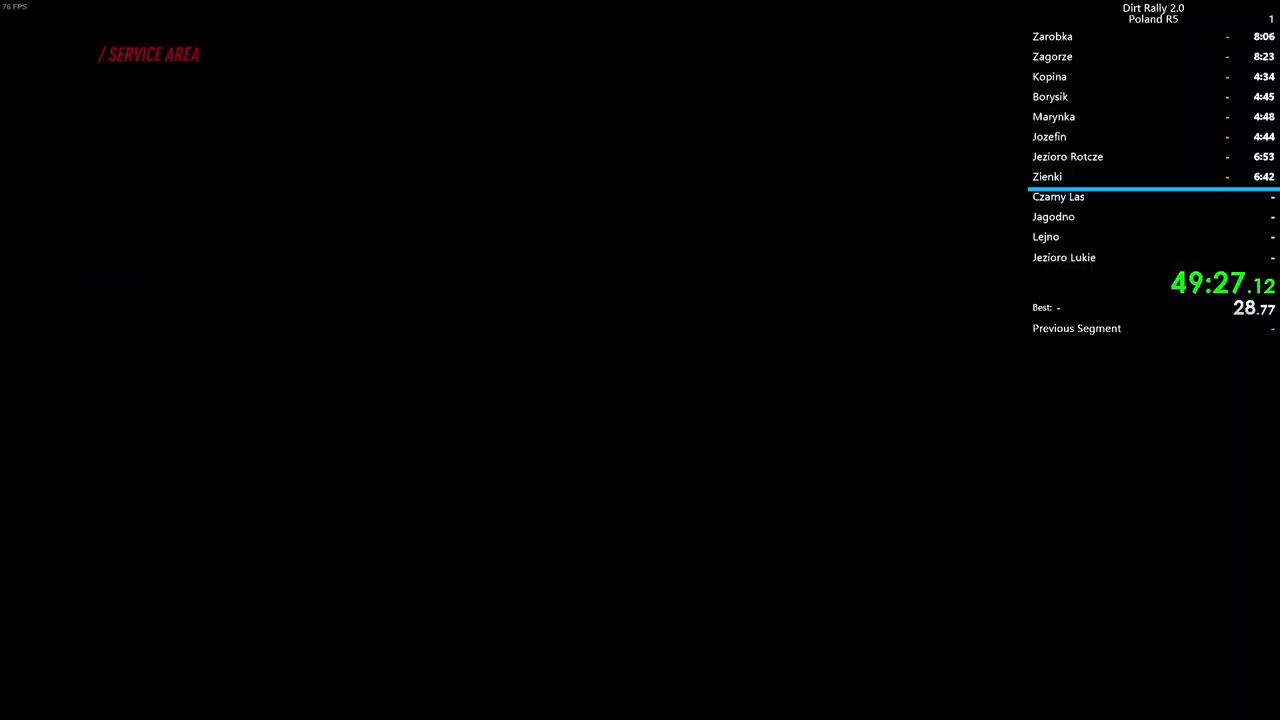 76 FPS
/ SERVICE AREA
Dirt Rally 2.0
Poland R5 1
Zarobka - 8:06
Zagorze - 8:23
Kopina - 4:34
Borysik - 4:45
Marynka - 4:48
Jozefin - 4:44
Jezioro Rotcze - 6:53
Zienki - 6:42
Czarny Las -
Jagodno -
Lejno -
Jezioro Lukie -
49:27.12
Best: - 28.77
Previous Segment -